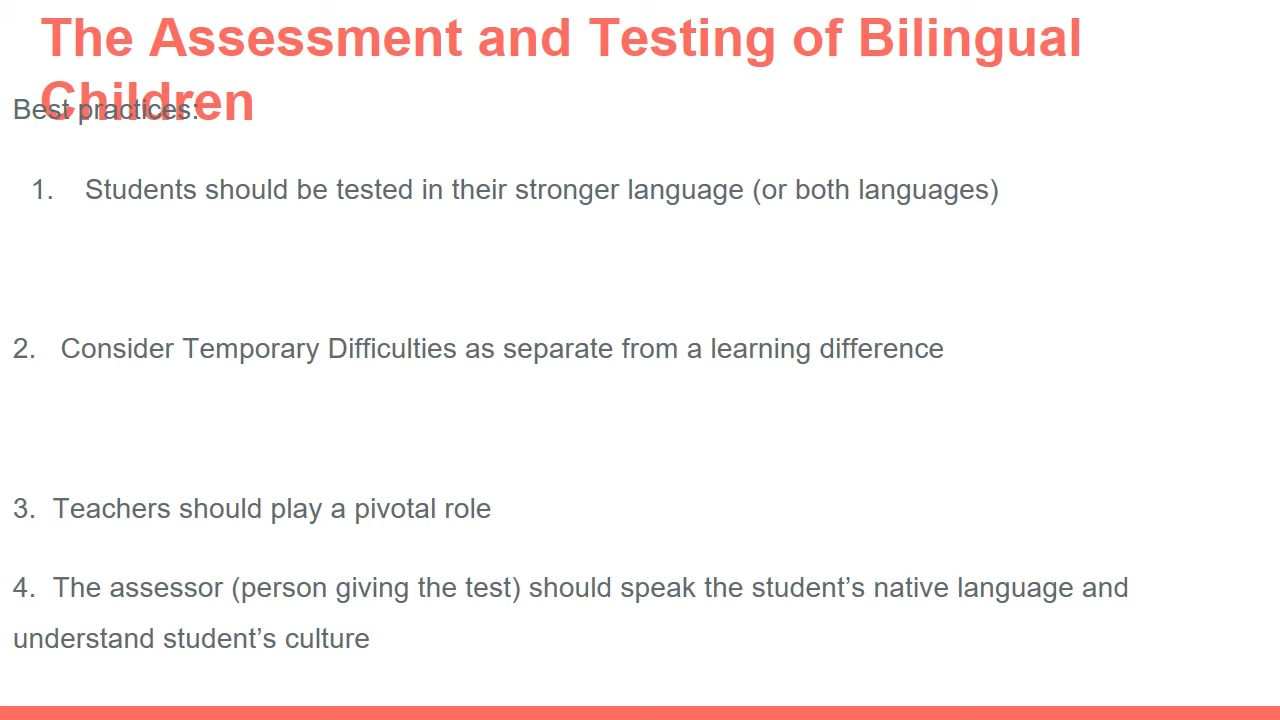 The Assessment and Testing of Bilingual
Children
Best practices:
1. Students should be tested in their stronger language (or both languages)
2. Consider Temporary Difficulties as separate from a learning difference
3. Teachers should play a pivotal role
4. The assessor (person giving the test) should speak the student’s native language and
understand student’s culture